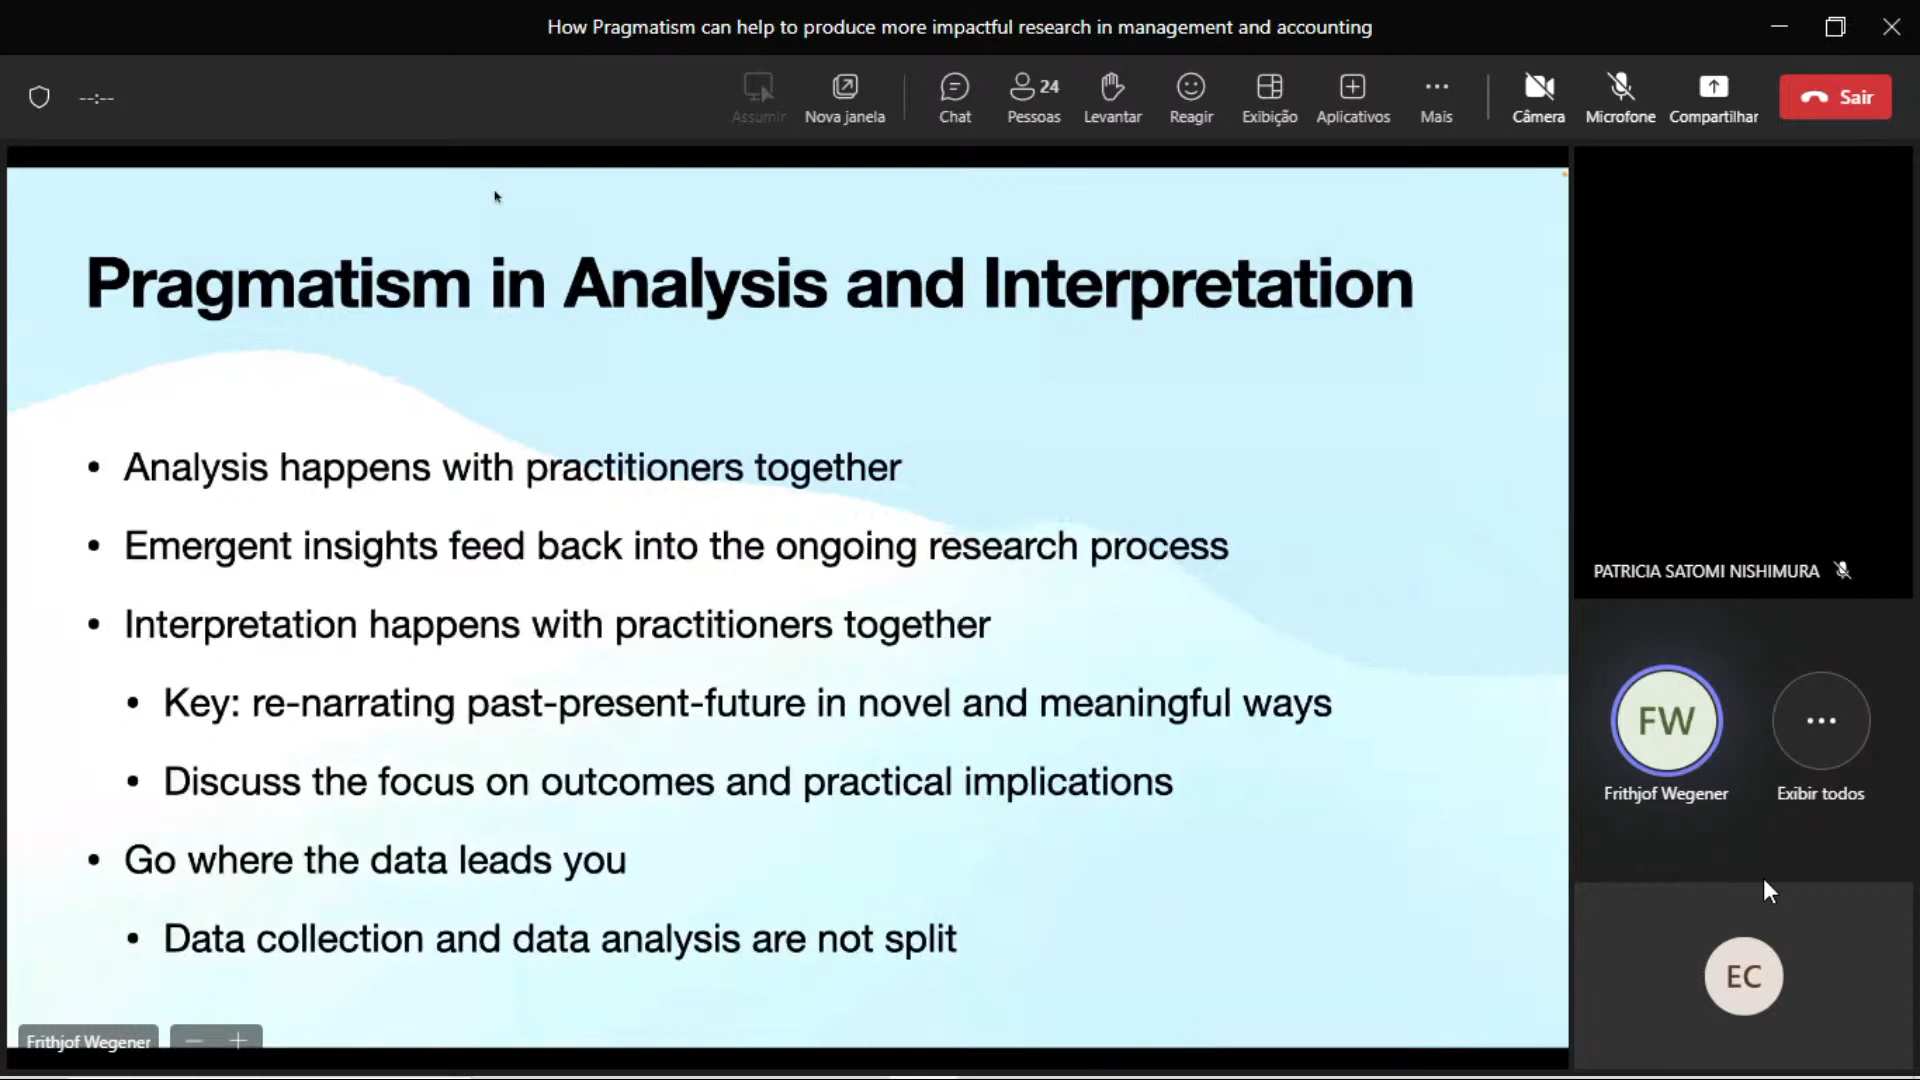 How Pragmatism can help to produce more impactful research in management and accounting
--:--
Assumir
Nova janela
Chat
24
Pessoas
Levantar
Reagir
Exibição
Aplicativos
Mais
Câmera
Microfone
Compartilhar
Sair
Pragmatism in Analysis and Interpretation
• Analysis happens with practitioners together
• Emergent insights feed back into the ongoing research process
• Interpretation happens with practitioners together
• Key: re-narrating past-present-future in novel and meaningful ways
• Discuss the focus on outcomes and practical implications
• Go where the data leads you
• Data collection and data analysis are not split
Frithjof Wegener
PATRICIA SATOMI NISHIMURA
FW
Frithjof Wegener
Exibir todos
EC